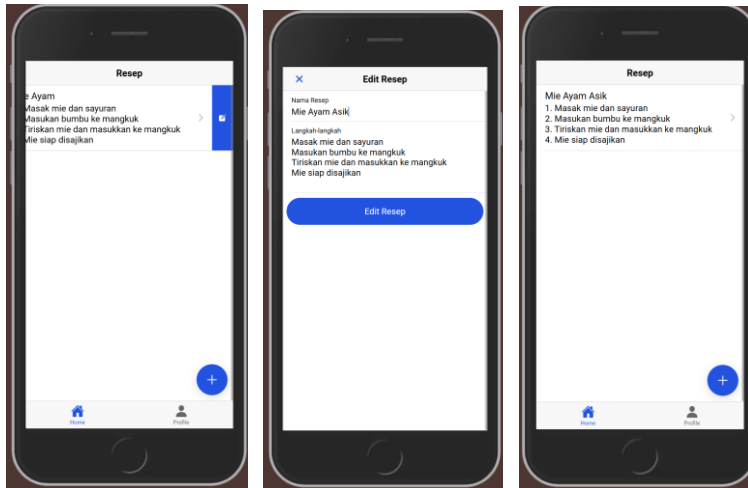 Resep
e Ayam
Masak mie dan sayuran
Masukan bumbu ke mangkuk
Tiriskan mie dan masukkan ke mangkuk
Mie siap disajikan
Home
Profile
Edit Resep
Nama Resep
Mie Ayam Asik
Langkah-langkah
Masak mie dan sayuran
Masukan bumbu ke mangkuk
Tiriskan mie dan masukkan ke mangkuk
Mie siap disajikan
Edit Resep
Resep
Mie Ayam Asik
1. Masak mie dan sayuran
2. Masukan bumbu ke mangkuk
3. Tiriskan mie dan masukkan ke mangkuk
4. Mie siap disajikan
Home
Profile